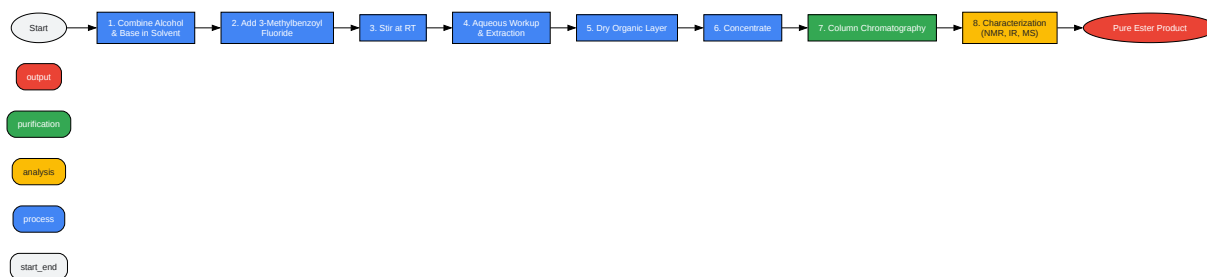 Start
1. Combine Alcohol
& Base in Solvent
2. Add 3-Methylbenzoyl
Fluoride
3. Stir at RT
4. Aqueous Workup
& Extraction
5. Dry Organic Layer
6. Concentrate
7. Column Chromatography
8. Characterization
(NMR, IR, MS)
Pure Ester Product
output
purification
analysis
process
start_end